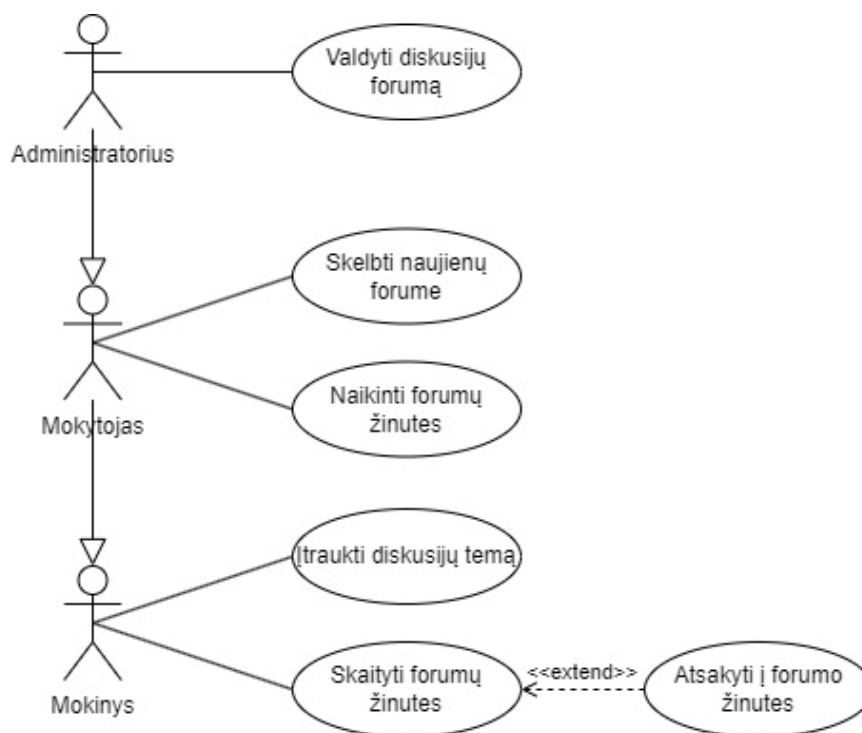 Valdyti diskusijų
forumą
Administratorius
Skelbti naujienų
forume
Naikinti forumų
žinutes
Mokytojas
Įtraukti diskusijų temą
Skaityti forumų
žinutes
<<extend>>
Atsakyti į forumo
žinutes
Mokinys